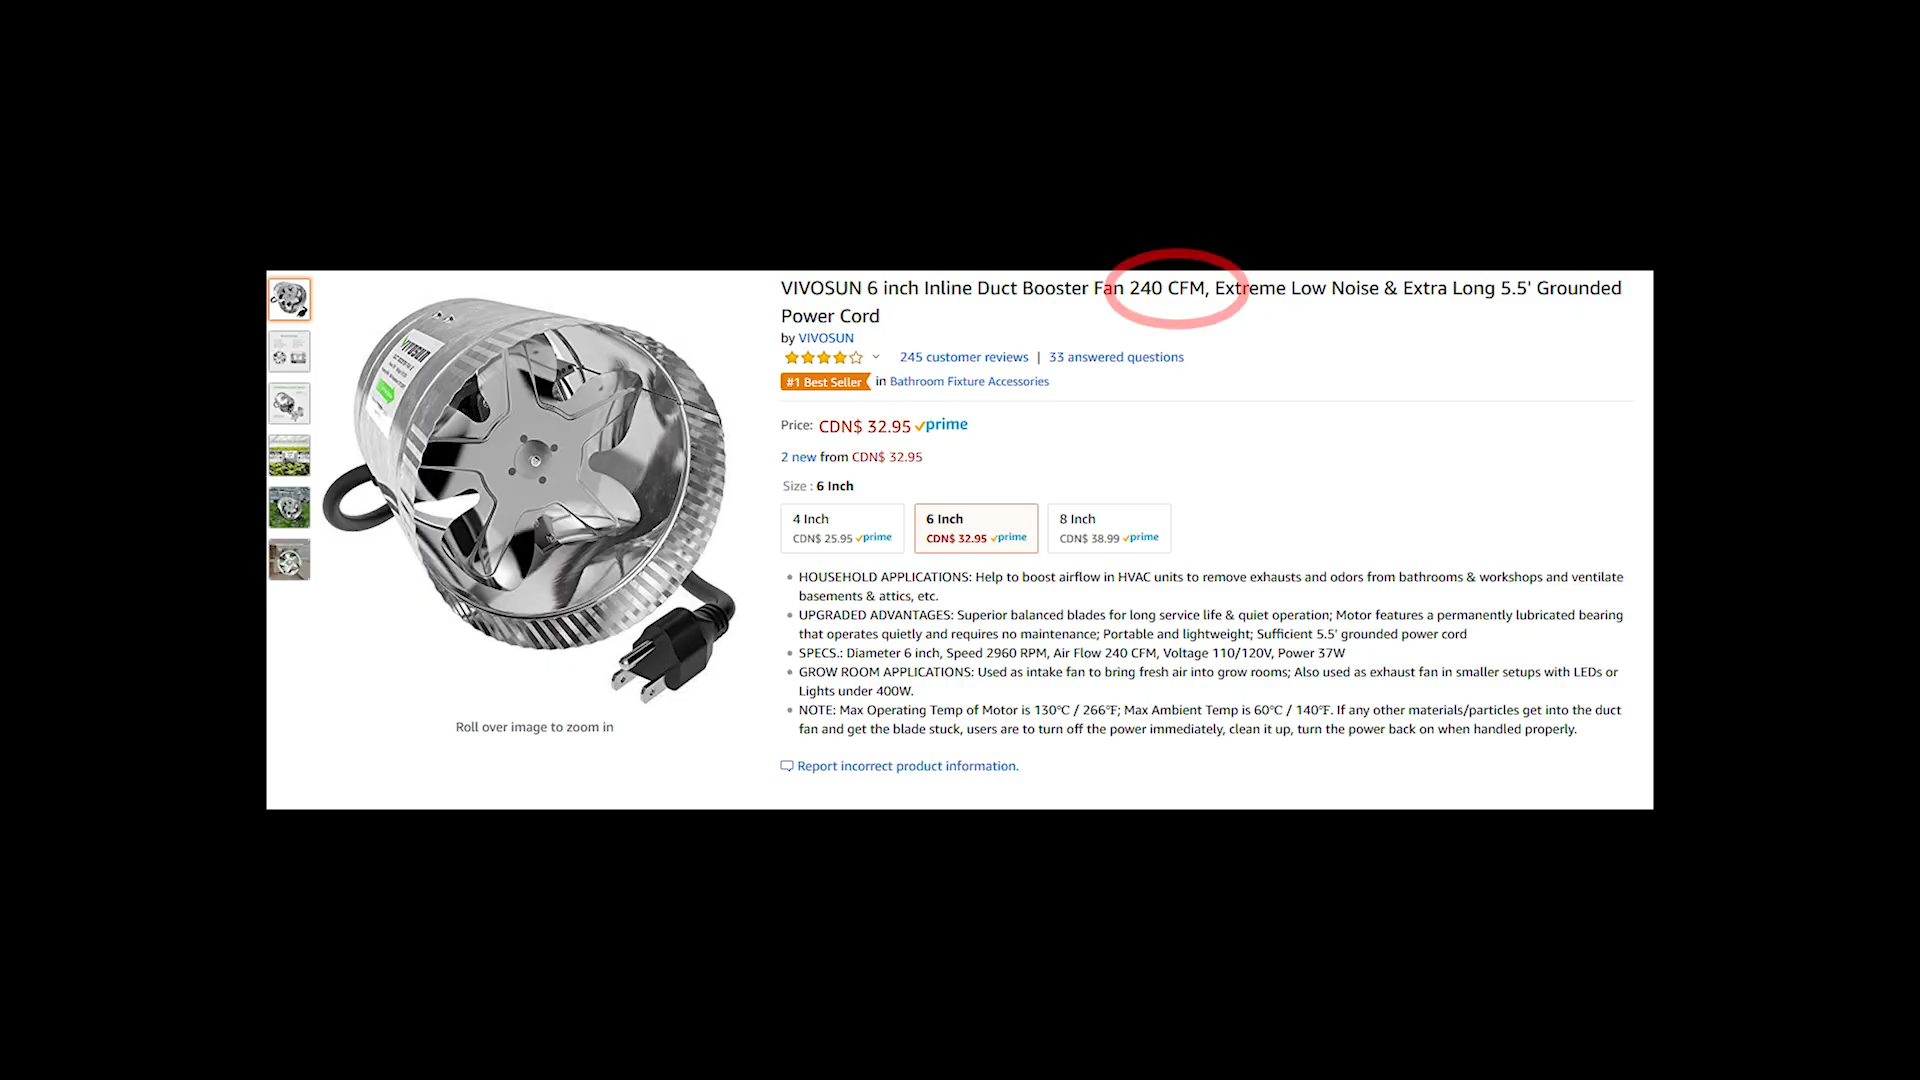 VIVOSUN 6 inch Inline Duct Booster Fan 240 CFM, Extreme Low Noise & Extra Long 5.5' Grounded
Power Cord
by VIVOSUN
245 customer reviews | 33 answered questions
#1 Best Seller in Bathroom Fixture Accessories
Price: CDN$ 32.95 prime
2 new from CDN$ 32.95
Size : 6 Inch
4 Inch 6 Inch 8 Inch
CDN$ 25.95 prime CDN$ 32.95 prime CDN$ 38.99 prime
• HOUSEHOLD APPLICATIONS: Help to boost airflow in HVAC units to remove exhausts and odors from bathrooms & workshops and ventilate
basements & attics, etc.
• UPGRADED ADVANTAGES: Superior balanced blades for long service life & quiet operation; Motor features a permanently lubricated bearing
that operates quietly and requires no maintenance; Portable and lightweight; Sufficient 5.5' grounded power cord
• SPECS.: Diameter 6 inch, Speed 2960 RPM, Air Flow 240 CFM, Voltage 110/120V, Power 37W
• GROW ROOM APPLICATIONS: Used as intake fan to bring fresh air into grow rooms; Also used as exhaust fan in smaller setups with LEDs or
Lights under 400W.
• NOTE: Max Operating Temp of Motor is 130℃ / 266℉; Max Ambient Temp is 60℃ / 140℉. If any other materials/particles get into the duct
fan and get the blade stuck, users are to turn off the power immediately, clean it up, turn the power back on when handled properly.
Report incorrect product information.
VIVOSUN
Roll over image to zoom in